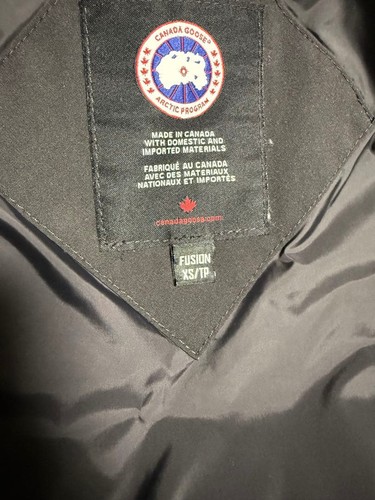 CANADA GOOSE®
ARCTIC PROGRAM
MADE IN CANADA
WITH DOMESTIC AND
IMPORTED MATERIALS
FABRIQUÉ AU CANADA
AVEC DES MATERIAUX
NATIONAUX ET IMPORTÉS
canadagoose.com
FUSION
XS/TP